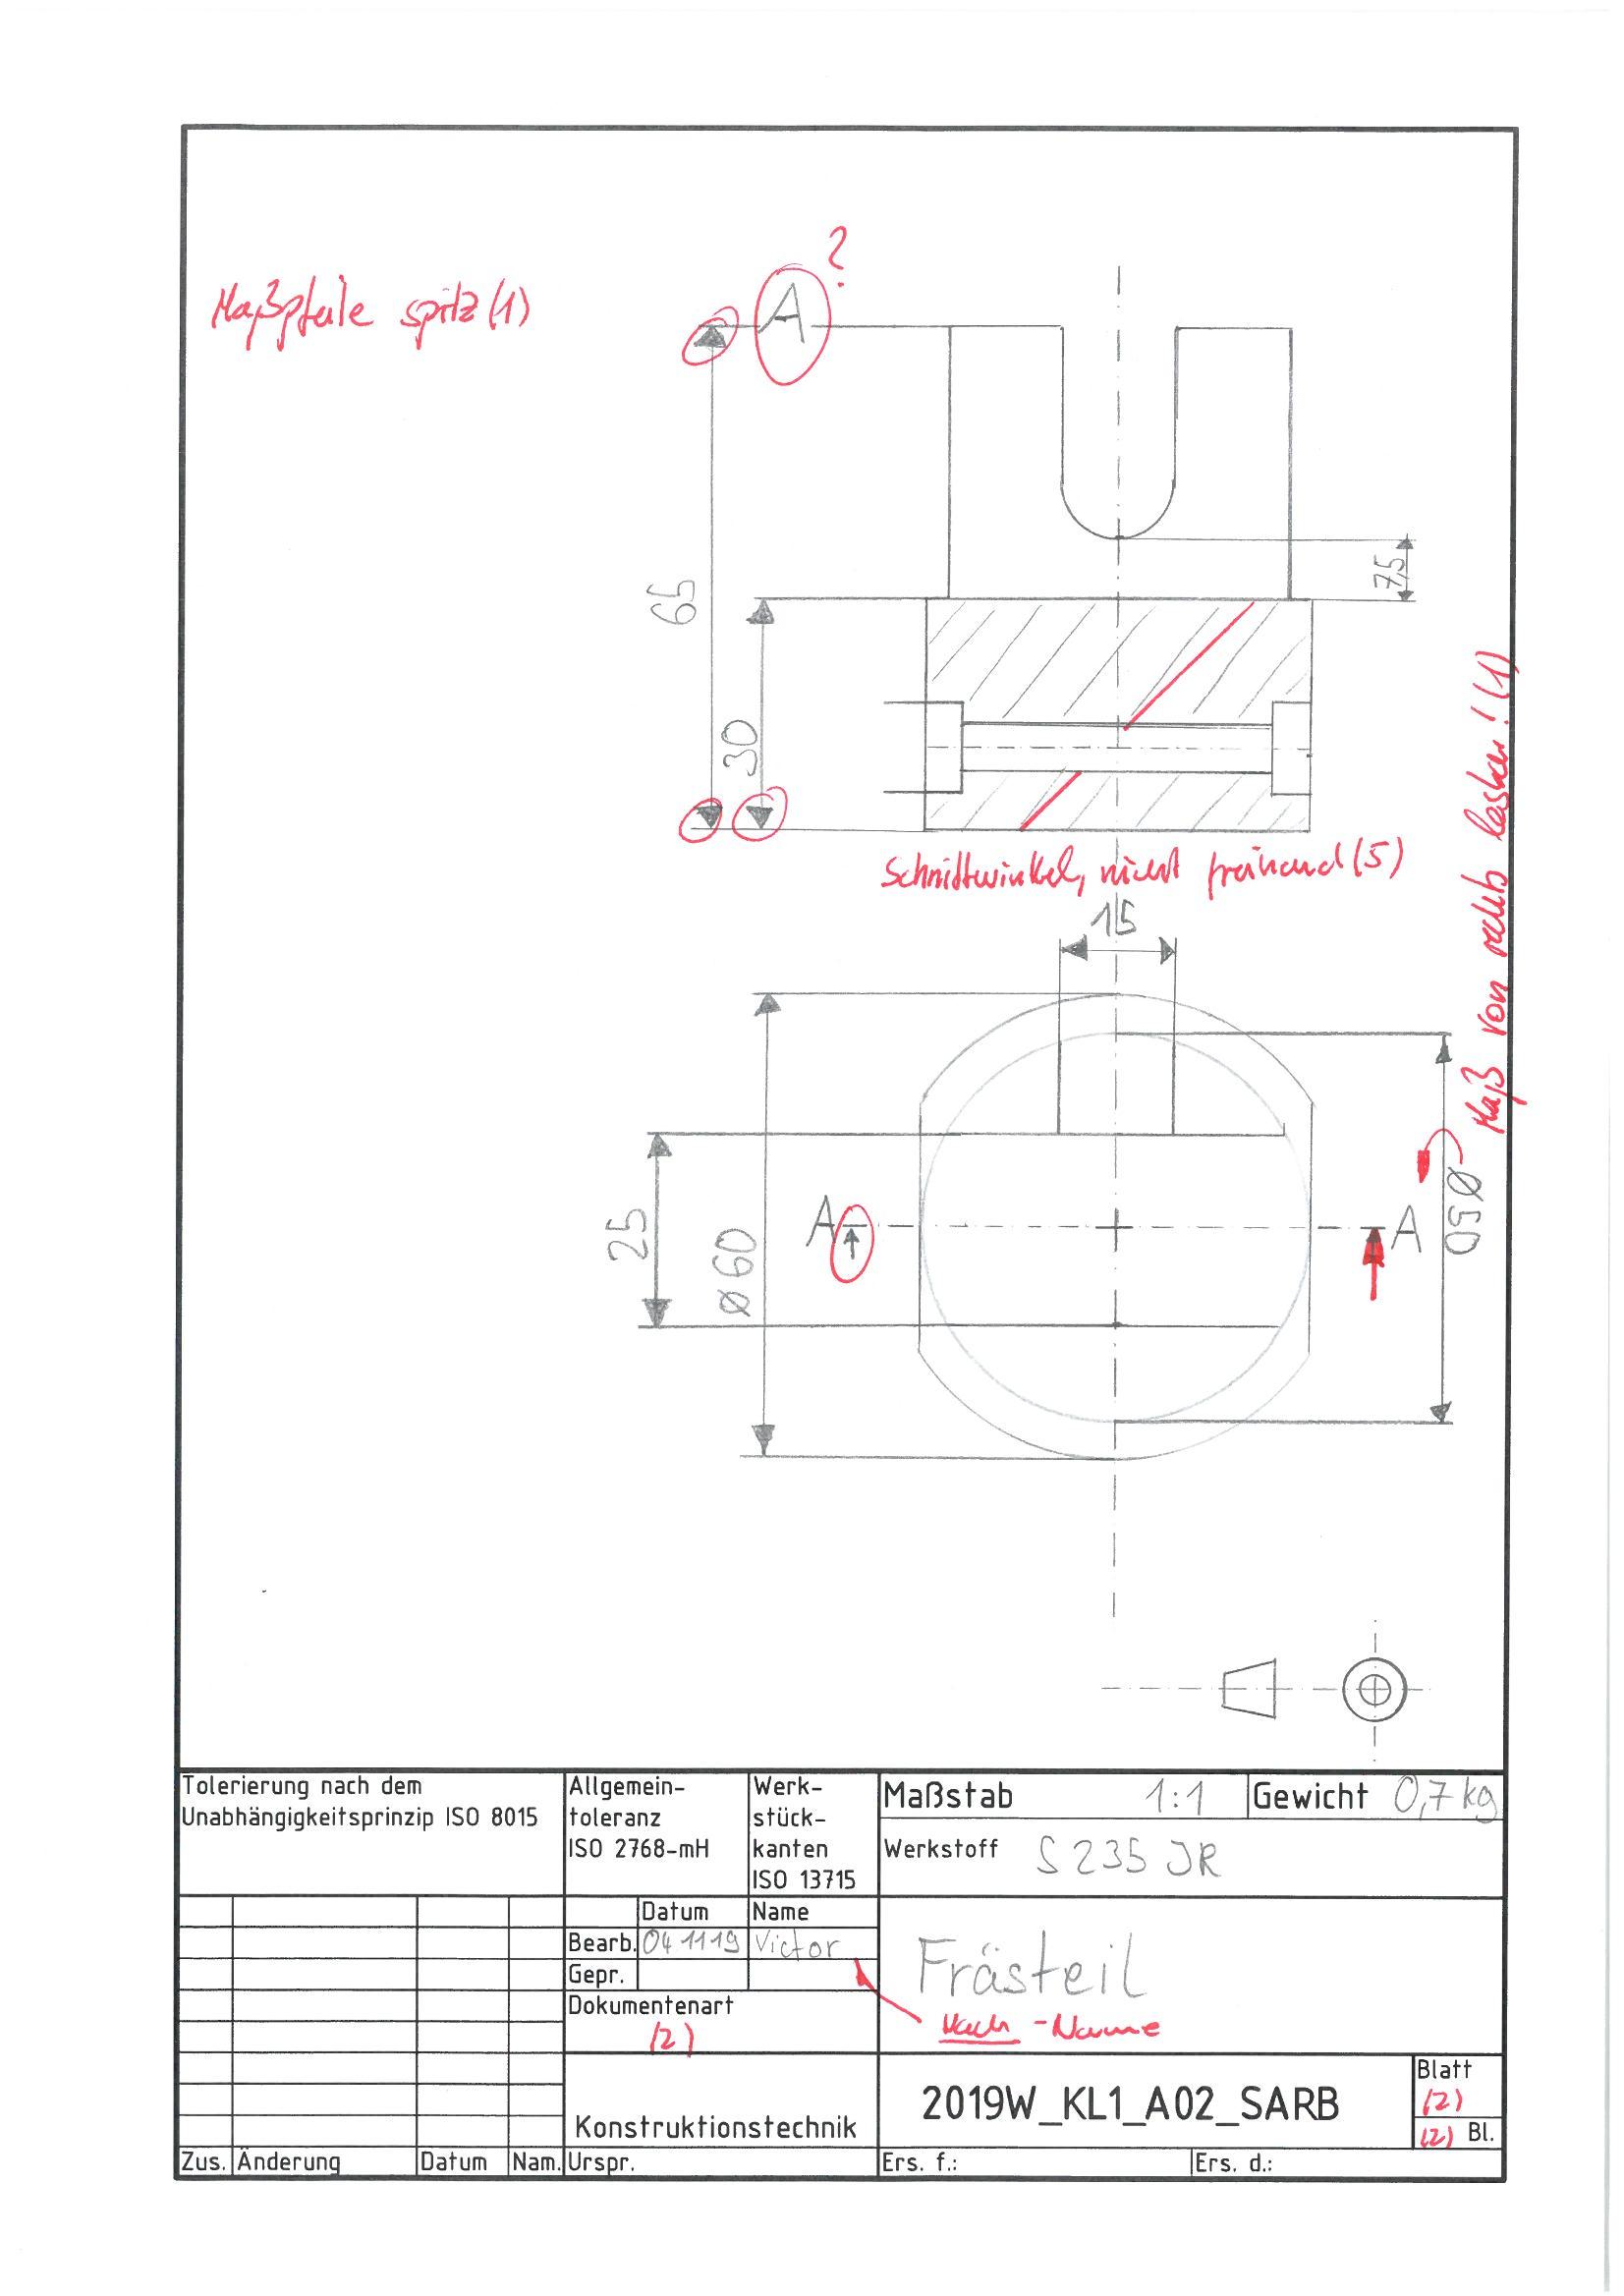 ?
Maßpfeile spitz (1)
A
65
7,5
30
Maß von rechts lesbar! (1)
Schnittwinkel, nicht freihand (5)
15
25
Ø60
A
A
Ø50
Tolerierung nach dem
Unabhängigkeitsprinzip ISO 8015
Allgemein-
toleranz
ISO 2768-mH
Werk-
stück-
kanten
ISO 13715
Maßstab 1:1
Gewicht 0,7 kg
Werkstoff S 235 JR
Datum Name
Bearb. 04 11 19 Victor
Gepr.
Dokumentenart
(2)
Frästeil
Nach -Name
Konstruktionstechnik
2019W_KL1_A02_SARB
Blatt
(2)
(2) Bl.
Zus. Änderung Datum Nam. Urspr. Ers. f.: Ers. d.: